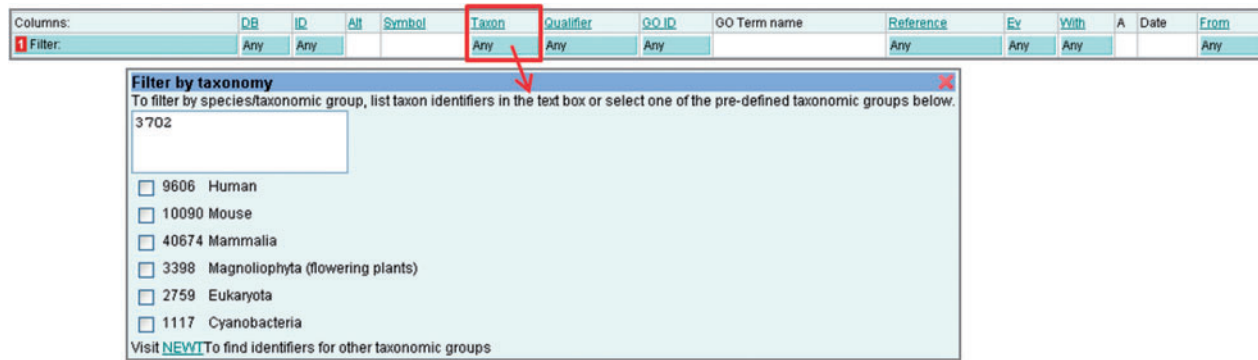 Columns: DB ID Alt Symbol Taxon Qualifier GO ID GO Term name Reference Ev With A Date From
1 Filter: Any Any Any Any Any Any Any Any Any
Filter by taxonomy
To filter by species/taxonomic group, list taxon identifiers in the text box or select one of the pre-defined taxonomic groups below.
3702
9606 Human
10090 Mouse
40674 Mammalia
3398 Magnoliophyta (flowering plants)
2759 Eukaryota
1117 Cyanobacteria
Visit NEWTTo find identifiers for other taxonomic groups